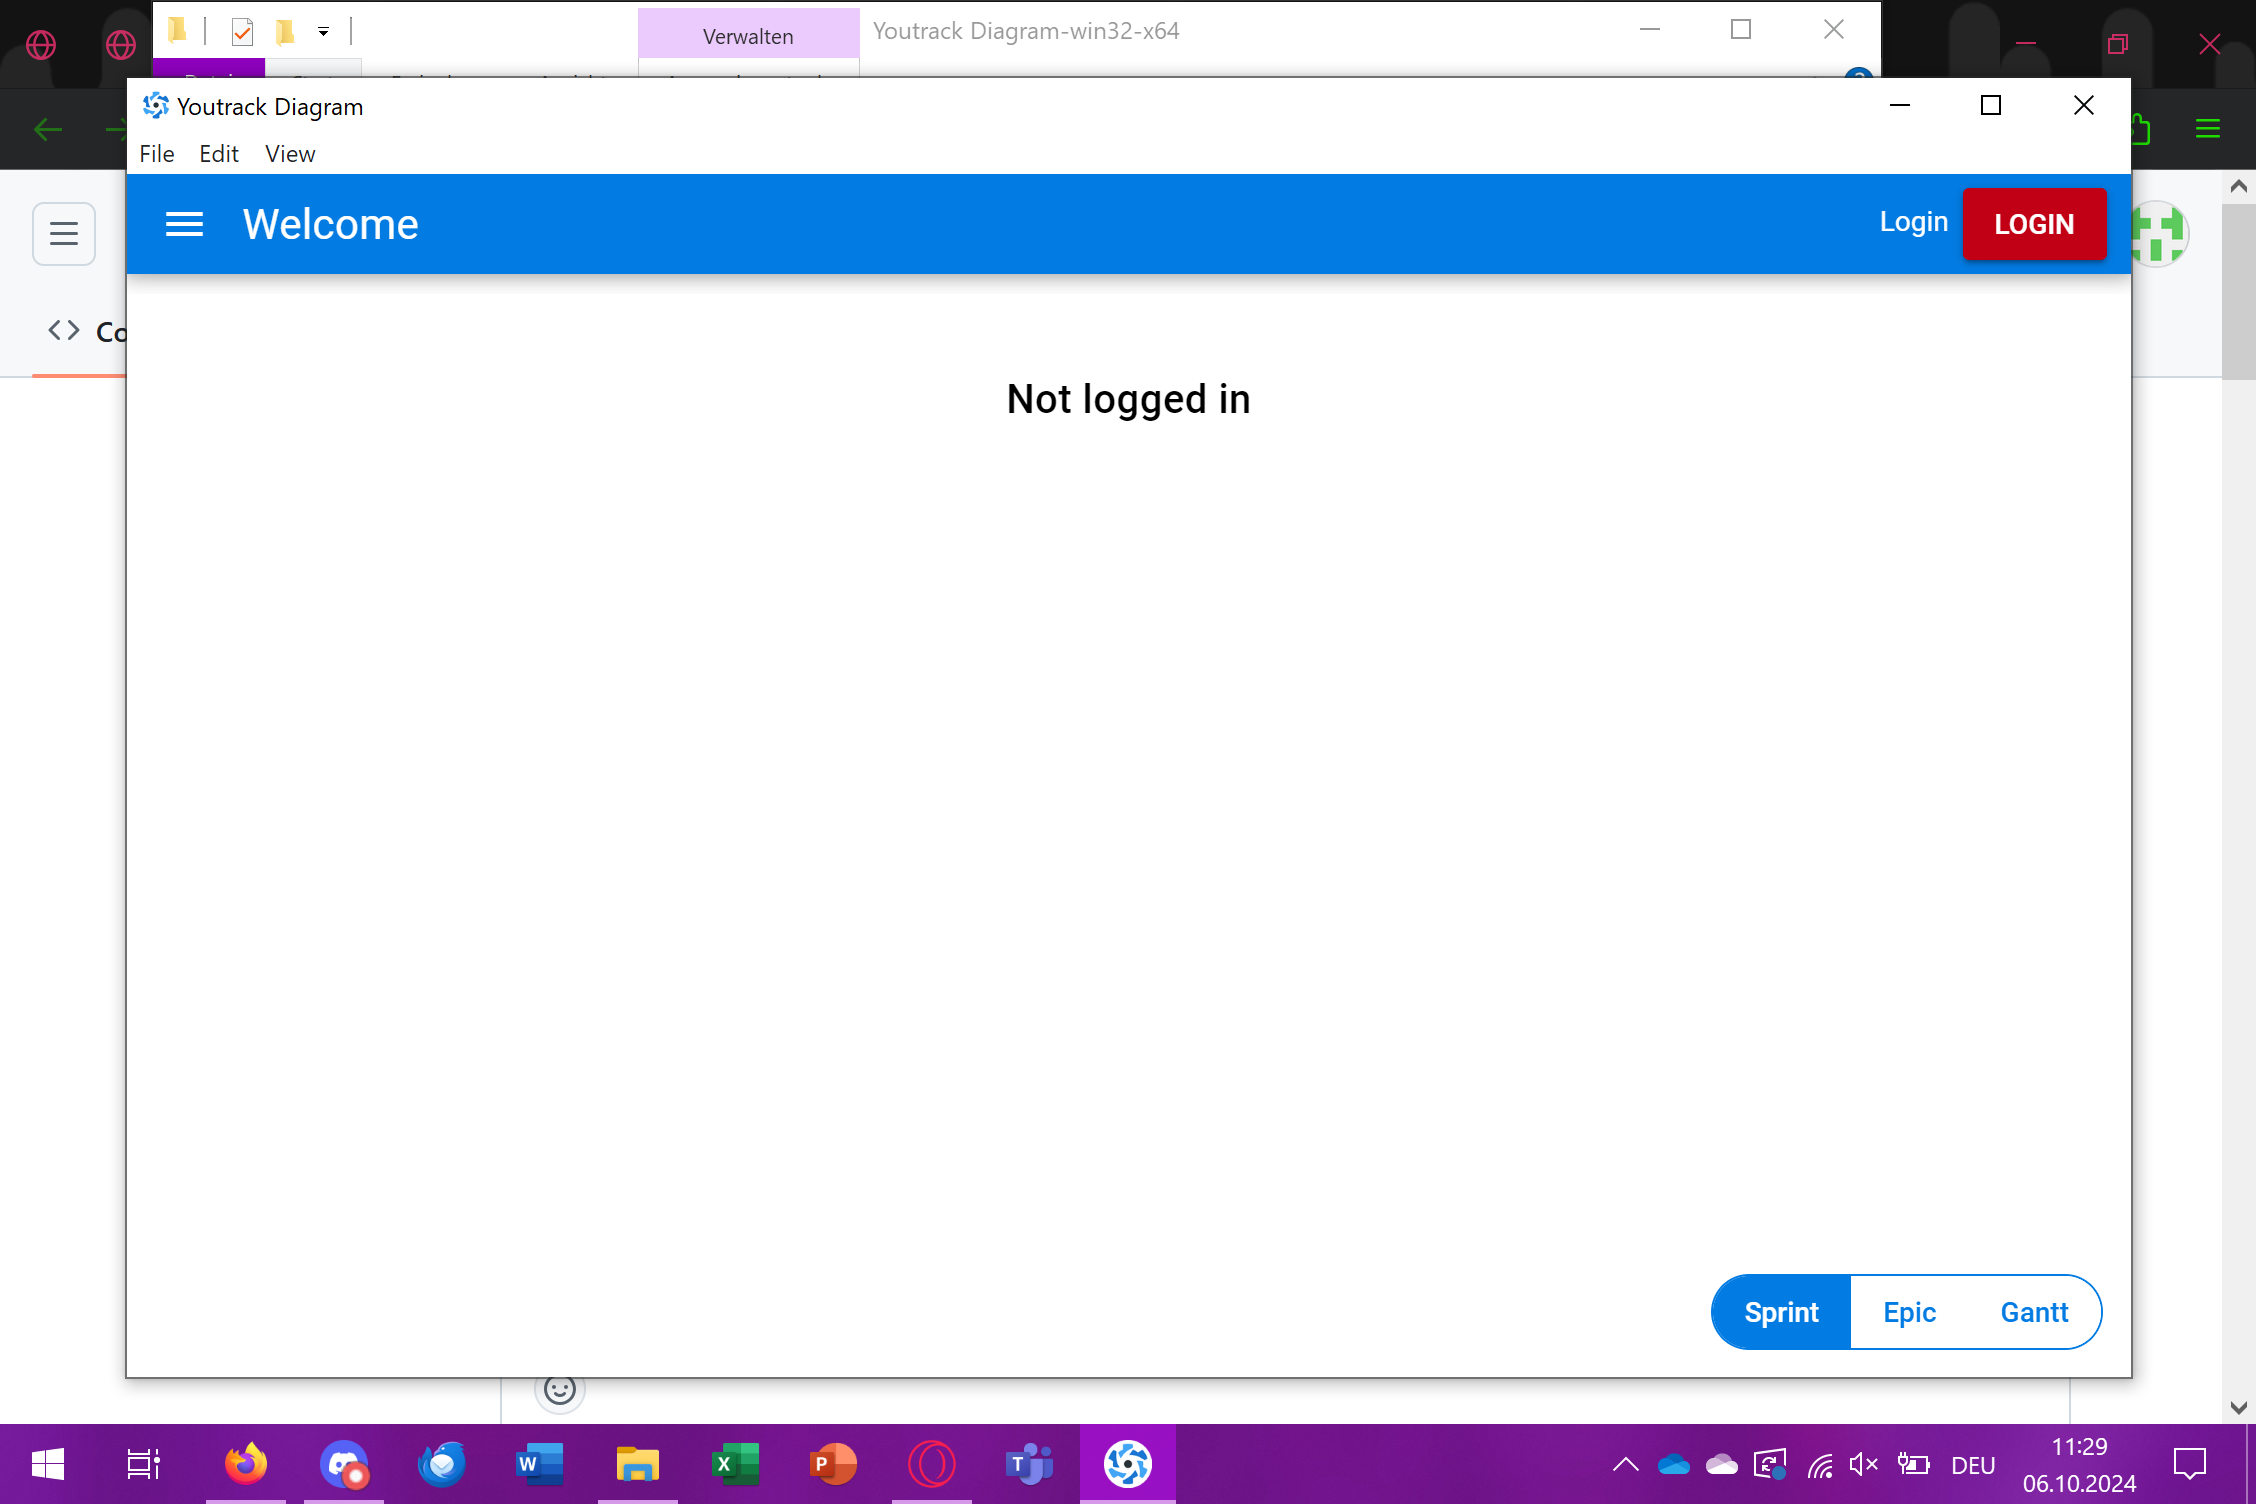 Verwalten
Youtrack Diagram-win32-x64
Youtrack Diagram
File Edit View
Welcome
Login
LOGIN
Co
Not logged in
Sprint
Epic
Gantt
DEU
11:29
06.10.2024